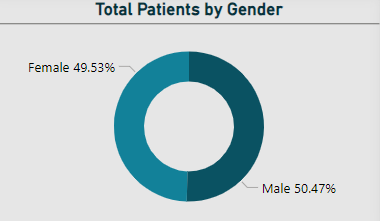 Total Patients by Gender
Female 49.53%
Male 50.47%